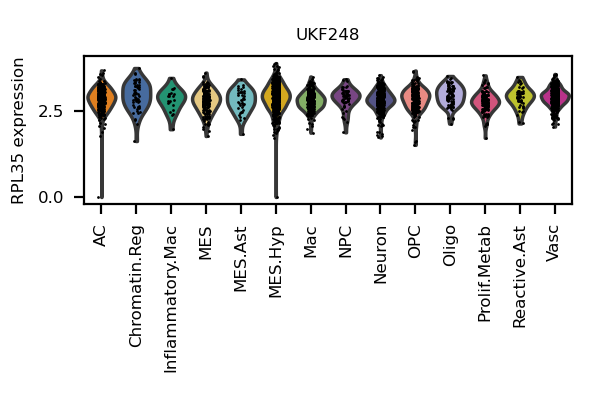 UKF248
RPL35 expression
2.5
0.0
AC
Chromatin.Reg
Inflammatory.Mac
MES
MES.Ast
MES.Hyp
Mac
NPC
Neuron
OPC
Oligo
Prolif.Metab
Reactive.Ast
Vasc